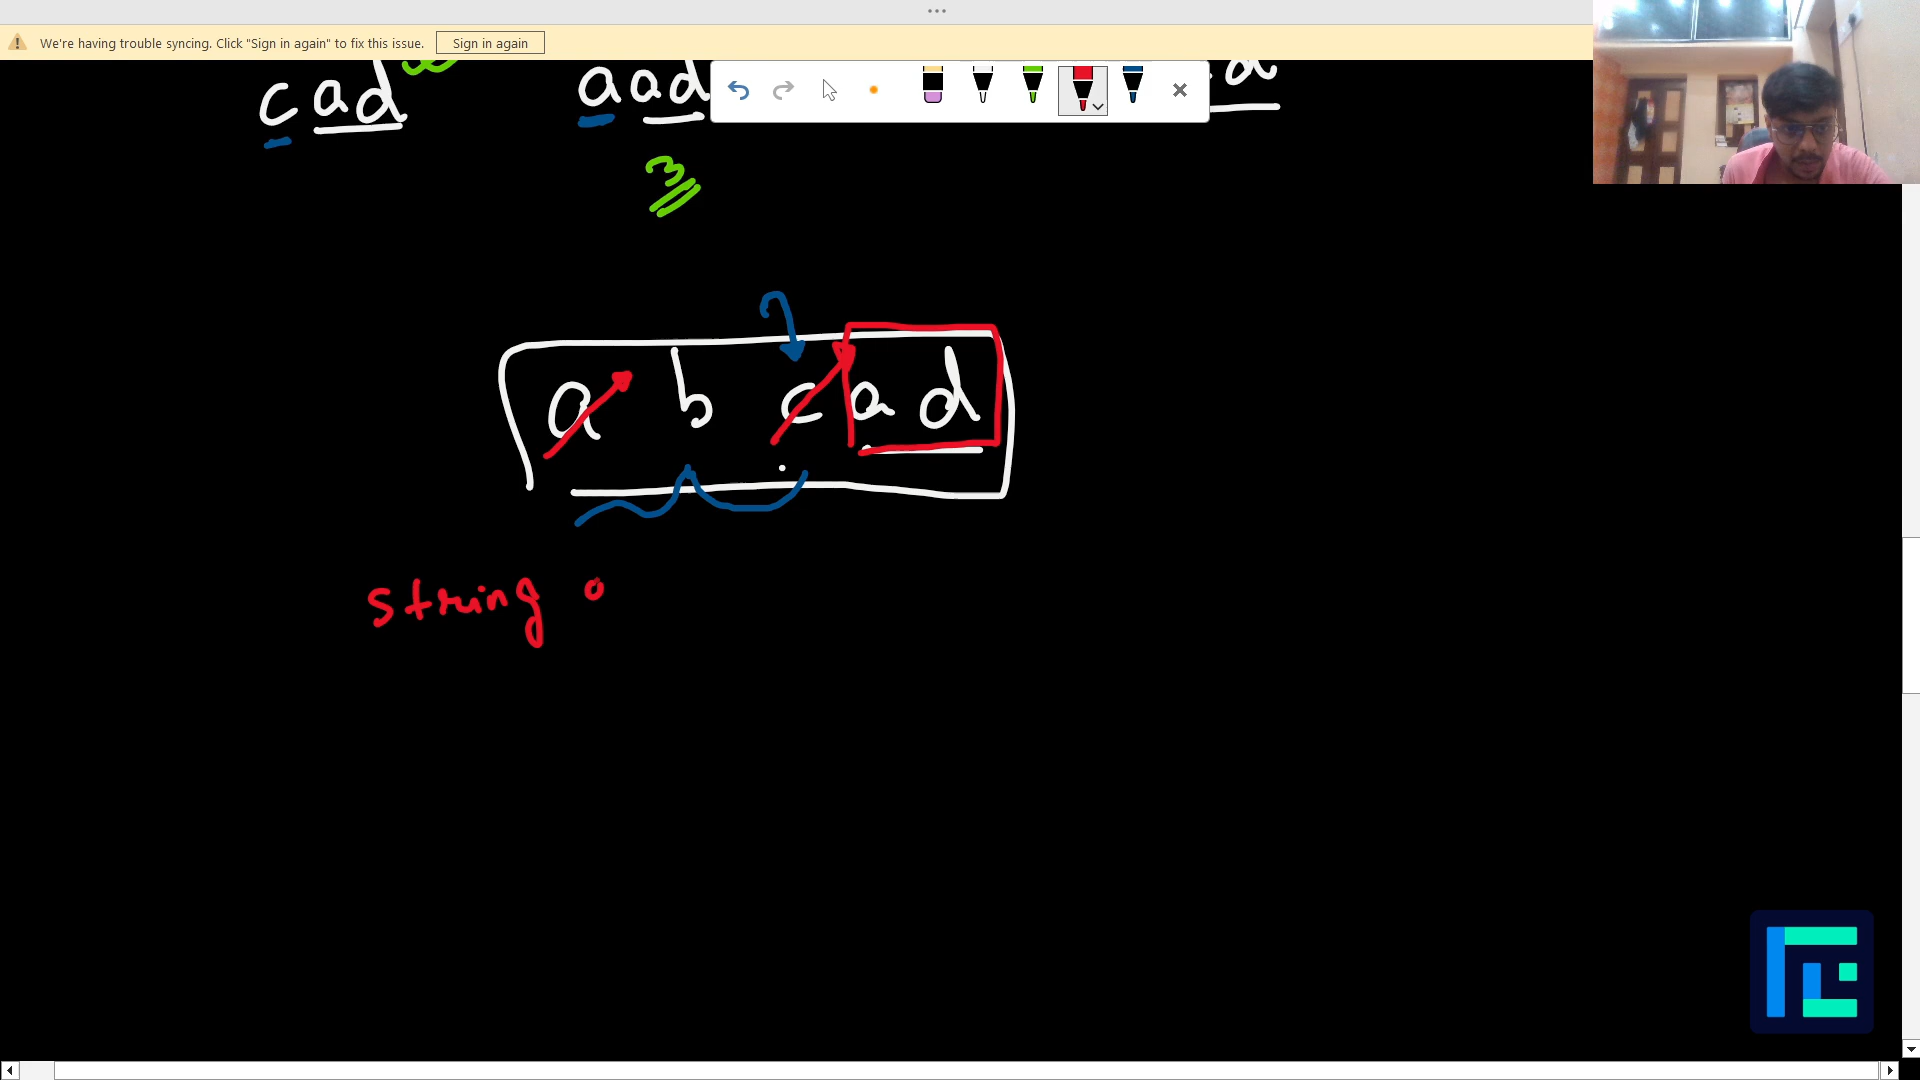 We're having trouble syncing. Click "Sign in again" to fix this issue. Sign in again
cad aad d
3
abcad
string o